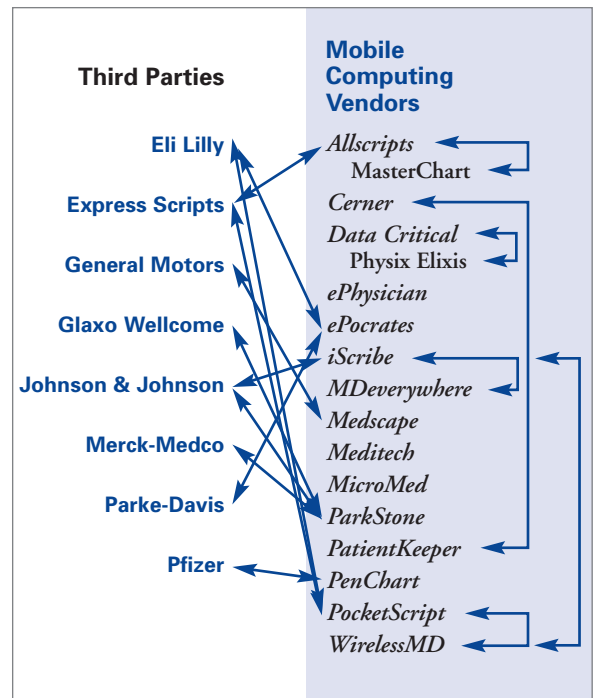 Third Parties
Eli Lilly
Express Scripts
General Motors
Glaxo Wellcome
Johnson & Johnson
Merck-Medco
Parke-Davis
Pfizer
Mobile
Computing
Vendors
Allscripts
MasterChart
Cerner
Data Critical
Physix Elixis
ePhysician
ePocrates
iScribe
MDeverywhere
Medscape
Meditech
MicroMed
ParkStone
PatientKeeper
PenChart
PocketScript
WirelessMD